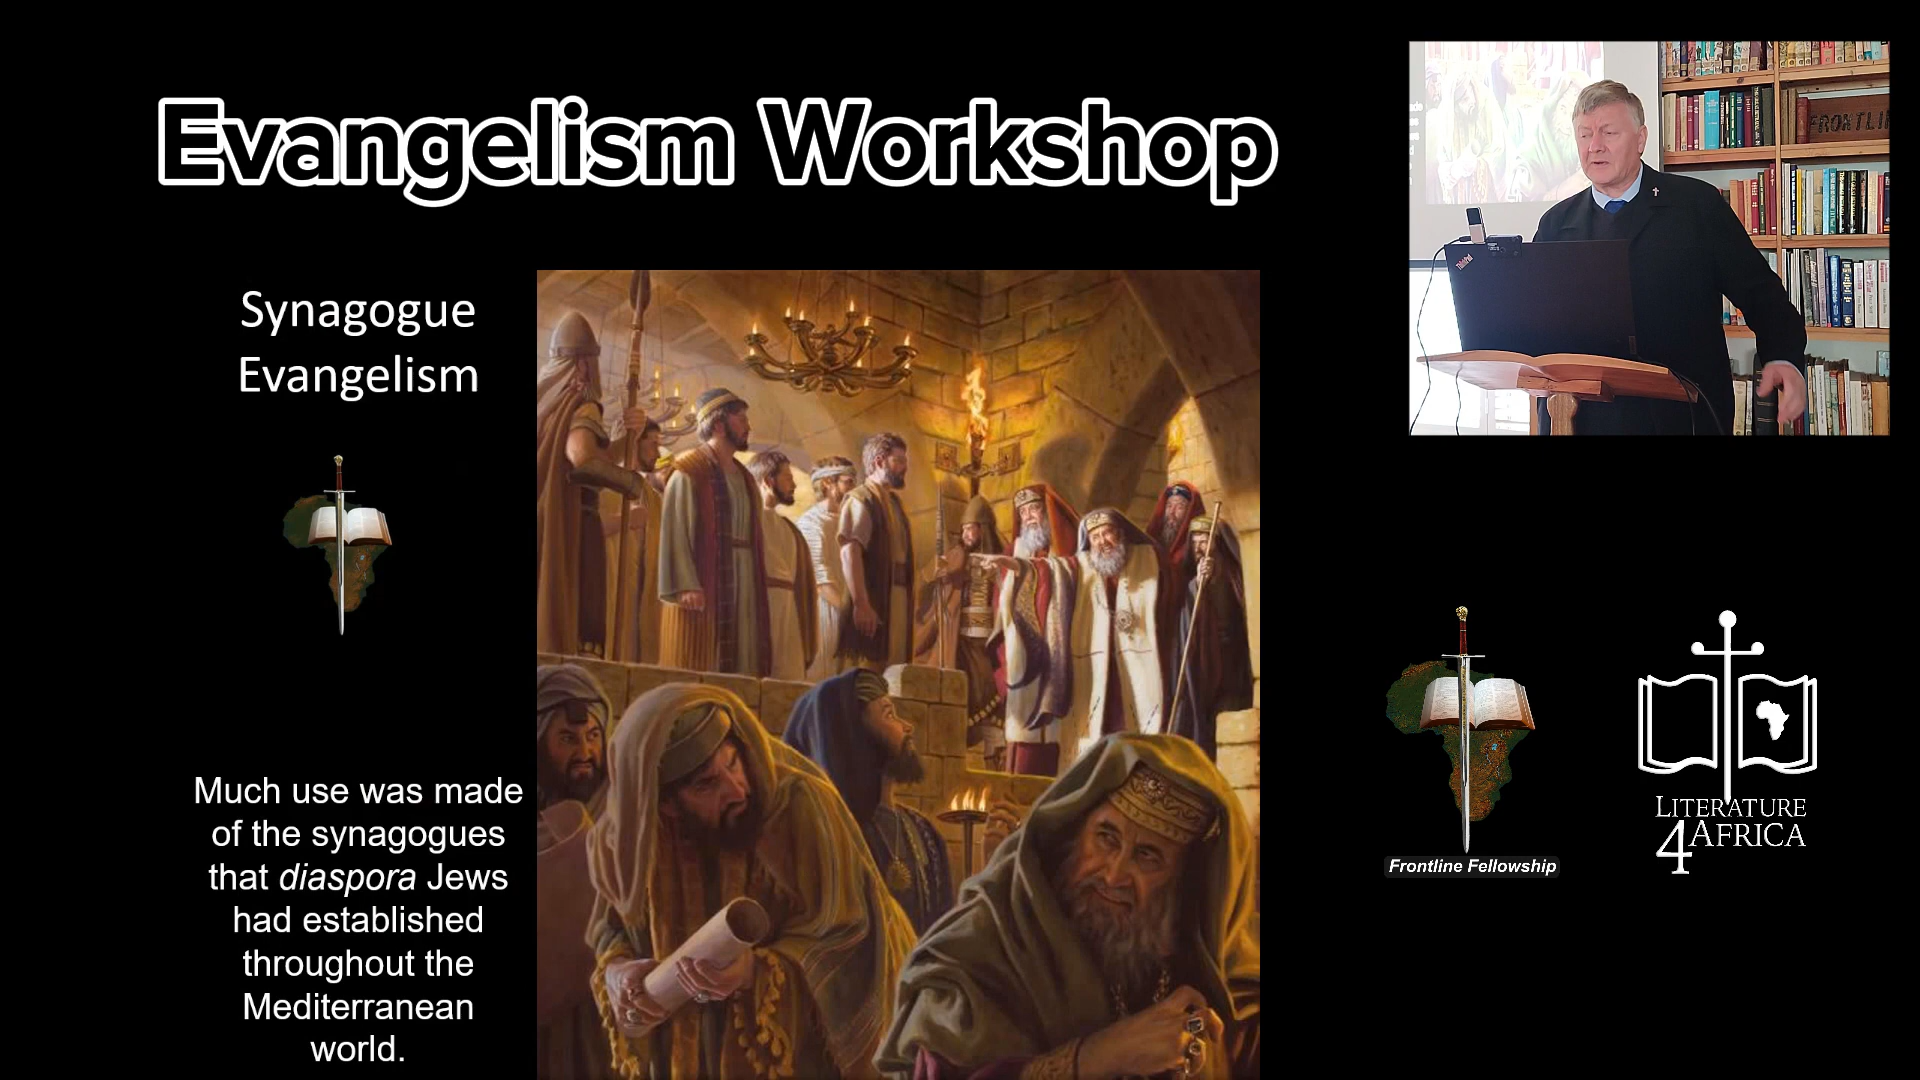 Evangelism Workshop
Synagogue
Evangelism
Much use was made
of the synagogues
that diaspora Jews
had established
throughout the
Mediterranean
world.
ThinkPad
Frontline Fellowship
LITERATURE
4AFRICA